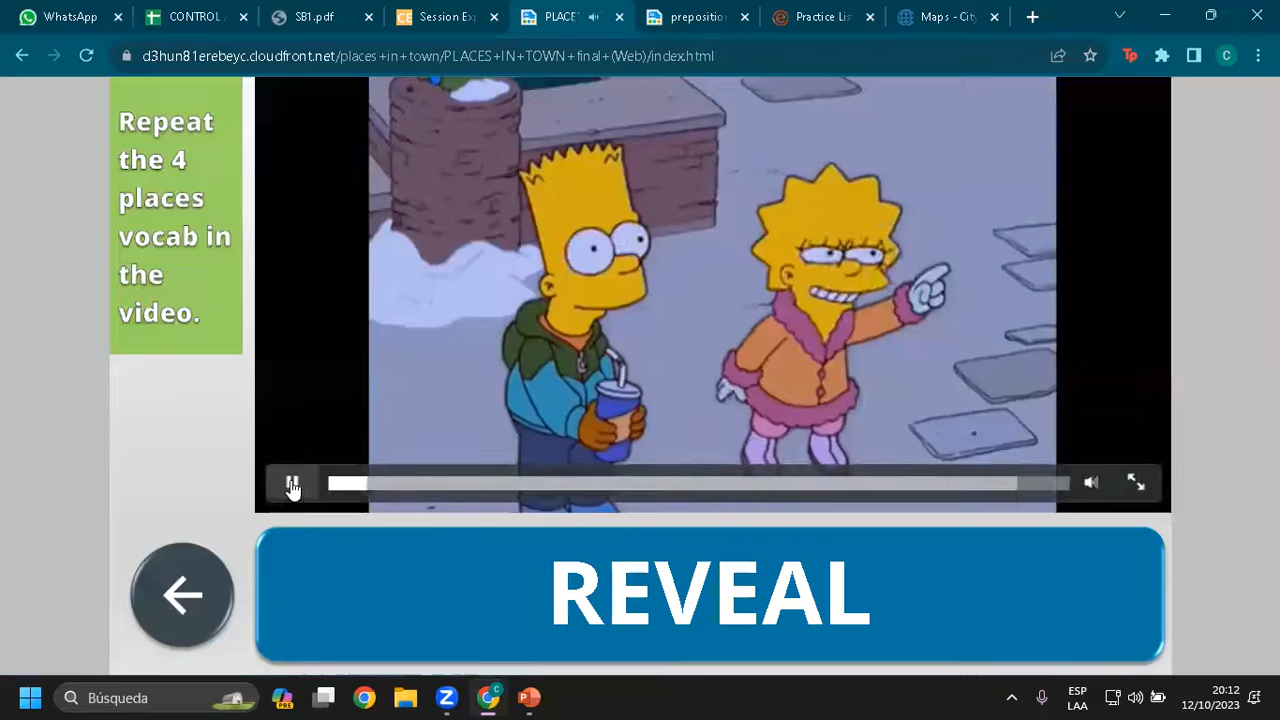 WhatsApp
CONTROL
SB1.pdf
Session Ex
PLACE
preposition
Practice Lis
Maps - City
d3hun81erebeyc.cloudfront.net/places+in+town/PLACES+IN+TOWN+final+(Web)/index.html
Tp
C
Repeat
the 4
places
vocab in
the
video.
REVEAL
Búsqueda
PRE
ESP
LAA
20:12
12/10/2023